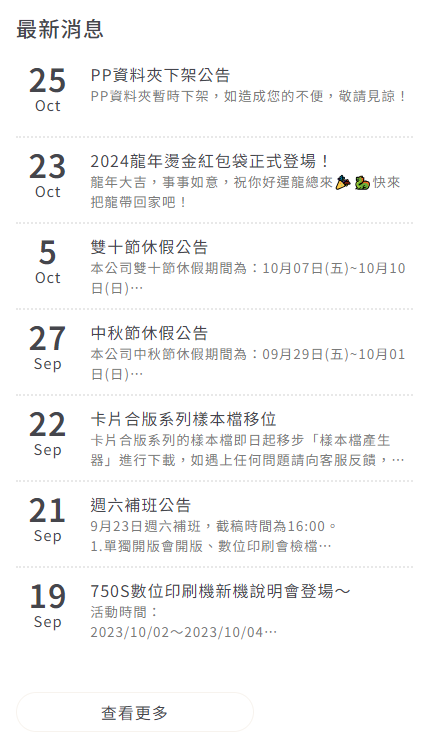 最新消息
25
Oct
PP資料夾下架公告
PP資料夾暫時下架，如造成您的不便，敬請見諒！
23
Oct
2024龍年燙金紅包袋正式登場！
龍年大吉，事事如意，祝你好運龍總來🎉🐉快來
把龍帶回家吧！
5
Oct
雙十節休假公告
本公司雙十節休假期間為：10月07日(五)~10月10
日(日)…
27
Sep
中秋節休假公告
本公司中秋節休假期間為：09月29日(五)~10月01
日(日)…
22
Sep
卡片合版系列樣本檔移位
卡片合版系列的樣本檔即日起移步「樣本檔產生
器」進行下載，如遇上任何問題請向客服反饋，…
21
Sep
週六補班公告
9月23日週六補班，截稿時間為16:00。
1.單獨開版會開版、數位印刷會檢檔…
19
Sep
750S數位印刷機新機說明會登場～
活動時間：
2023/10/02～2023/10/04…
查看更多